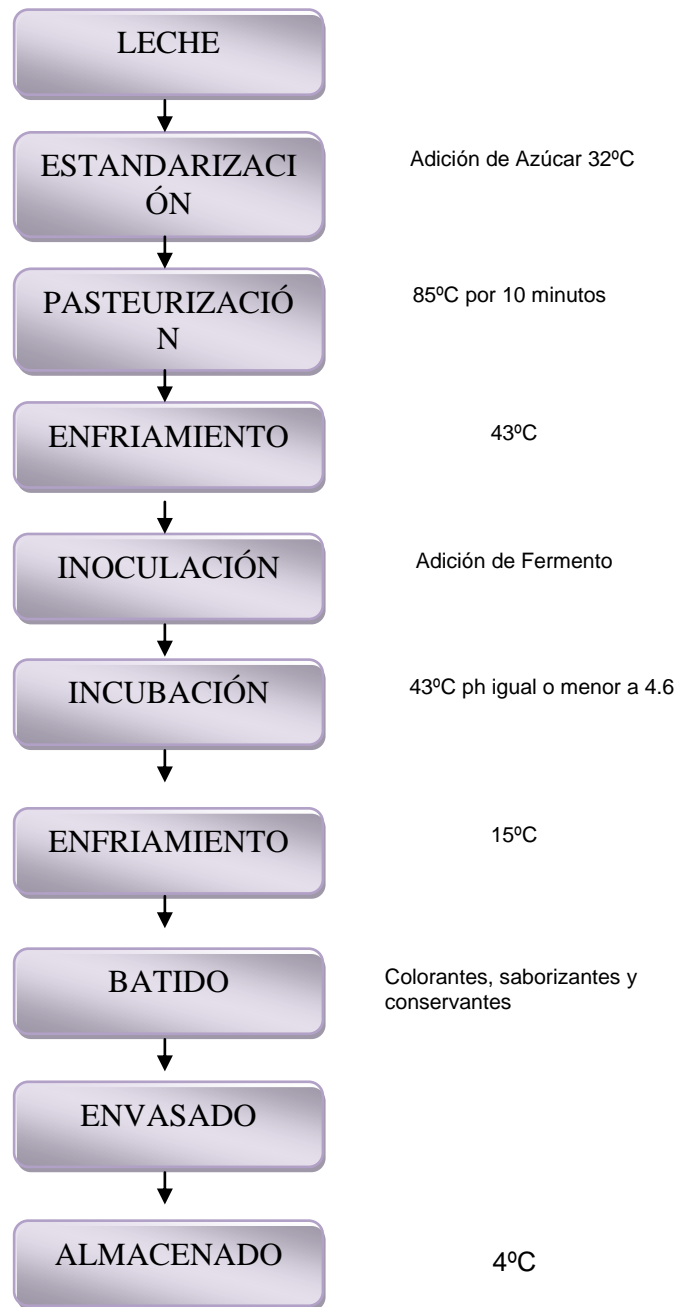 LECHE
ESTANDARIZACI
ÓN
Adición de Azúcar 32ºC
PASTEURIZACIÓ
N
85ºC por 10 minutos
ENFRIAMIENTO
43ºC
INOCULACIÓN
Adición de Fermento
INCUBACIÓN
43ºC ph igual o menor a 4.6
ENFRIAMIENTO
15ºC
BATIDO
Colorantes, saborizantes y
conservantes
ENVASADO
ALMACENADO
4ºC